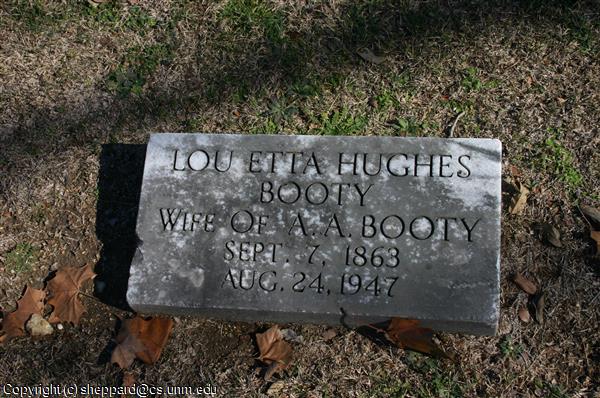 LOU ETTA HUGHES
BOOTY
WIFE OF A. A. BOOTY
SEPT. 7, 1863
AUG. 24, 1947
Copyright (c) sheppard@cs.unm.edu